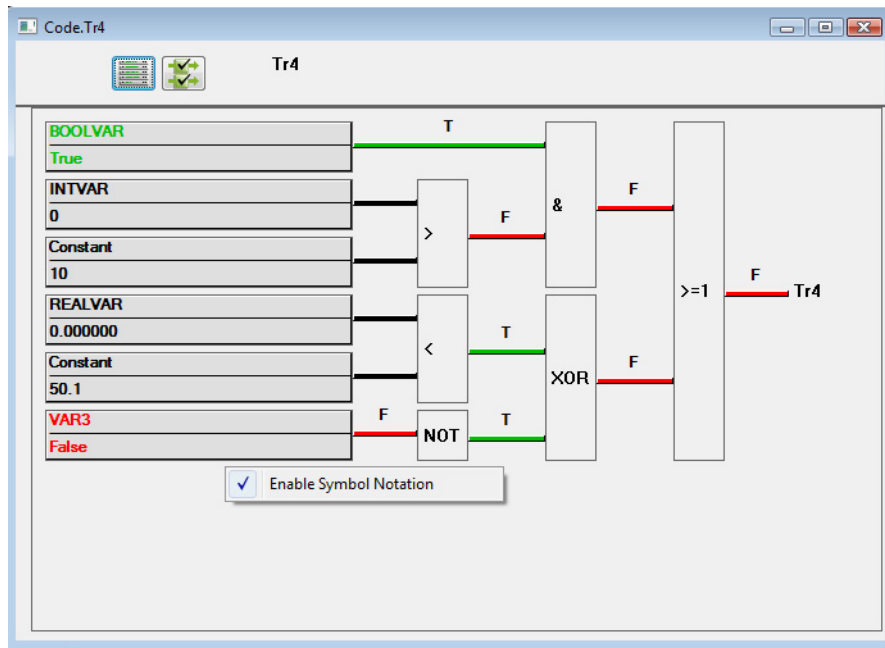 Code.Tr4
Tr4
BOOLVAR
True
T
INTVAR
0
Constant
10
>
F
&
F
REALVAR
0.000000
Constant
50.1
<
T
VAR3
False
F
NOT
T
XOR
F
>=1
F
Tr4
✓ Enable Symbol Notation